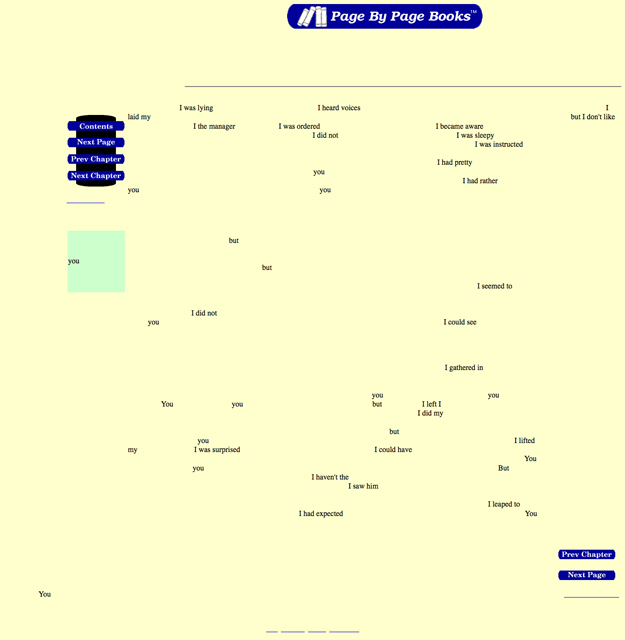 Page By Page Books™
I was lying I heard voices I
laid my but I don't like
Contents I the manager I was ordered I became aware
I did not I was sleepy
Next Page I was instructed
Prev Chapter I had pretty
Next Chapter you
I had rather
you you
but
you
but
I seemed to
I did not
you I could see
I gathered in
you you
You you but I left I
I did my
but
you I lifted
my I was surprised I could have
You
you But
I haven't the
I saw him
I leaped to
I had expected You
Prev Chapter
Next Page
You